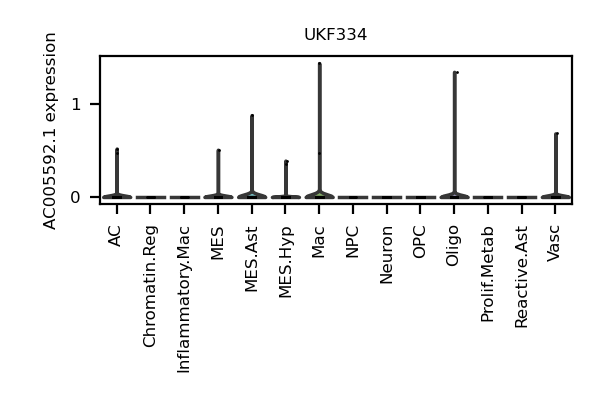 UKF334
AC005592.1 expression
1
0
AC
Chromatin.Reg
Inflammatory.Mac
MES
MES.Ast
MES.Hyp
Mac
NPC
Neuron
OPC
Oligo
Prolif.Metab
Reactive.Ast
Vasc